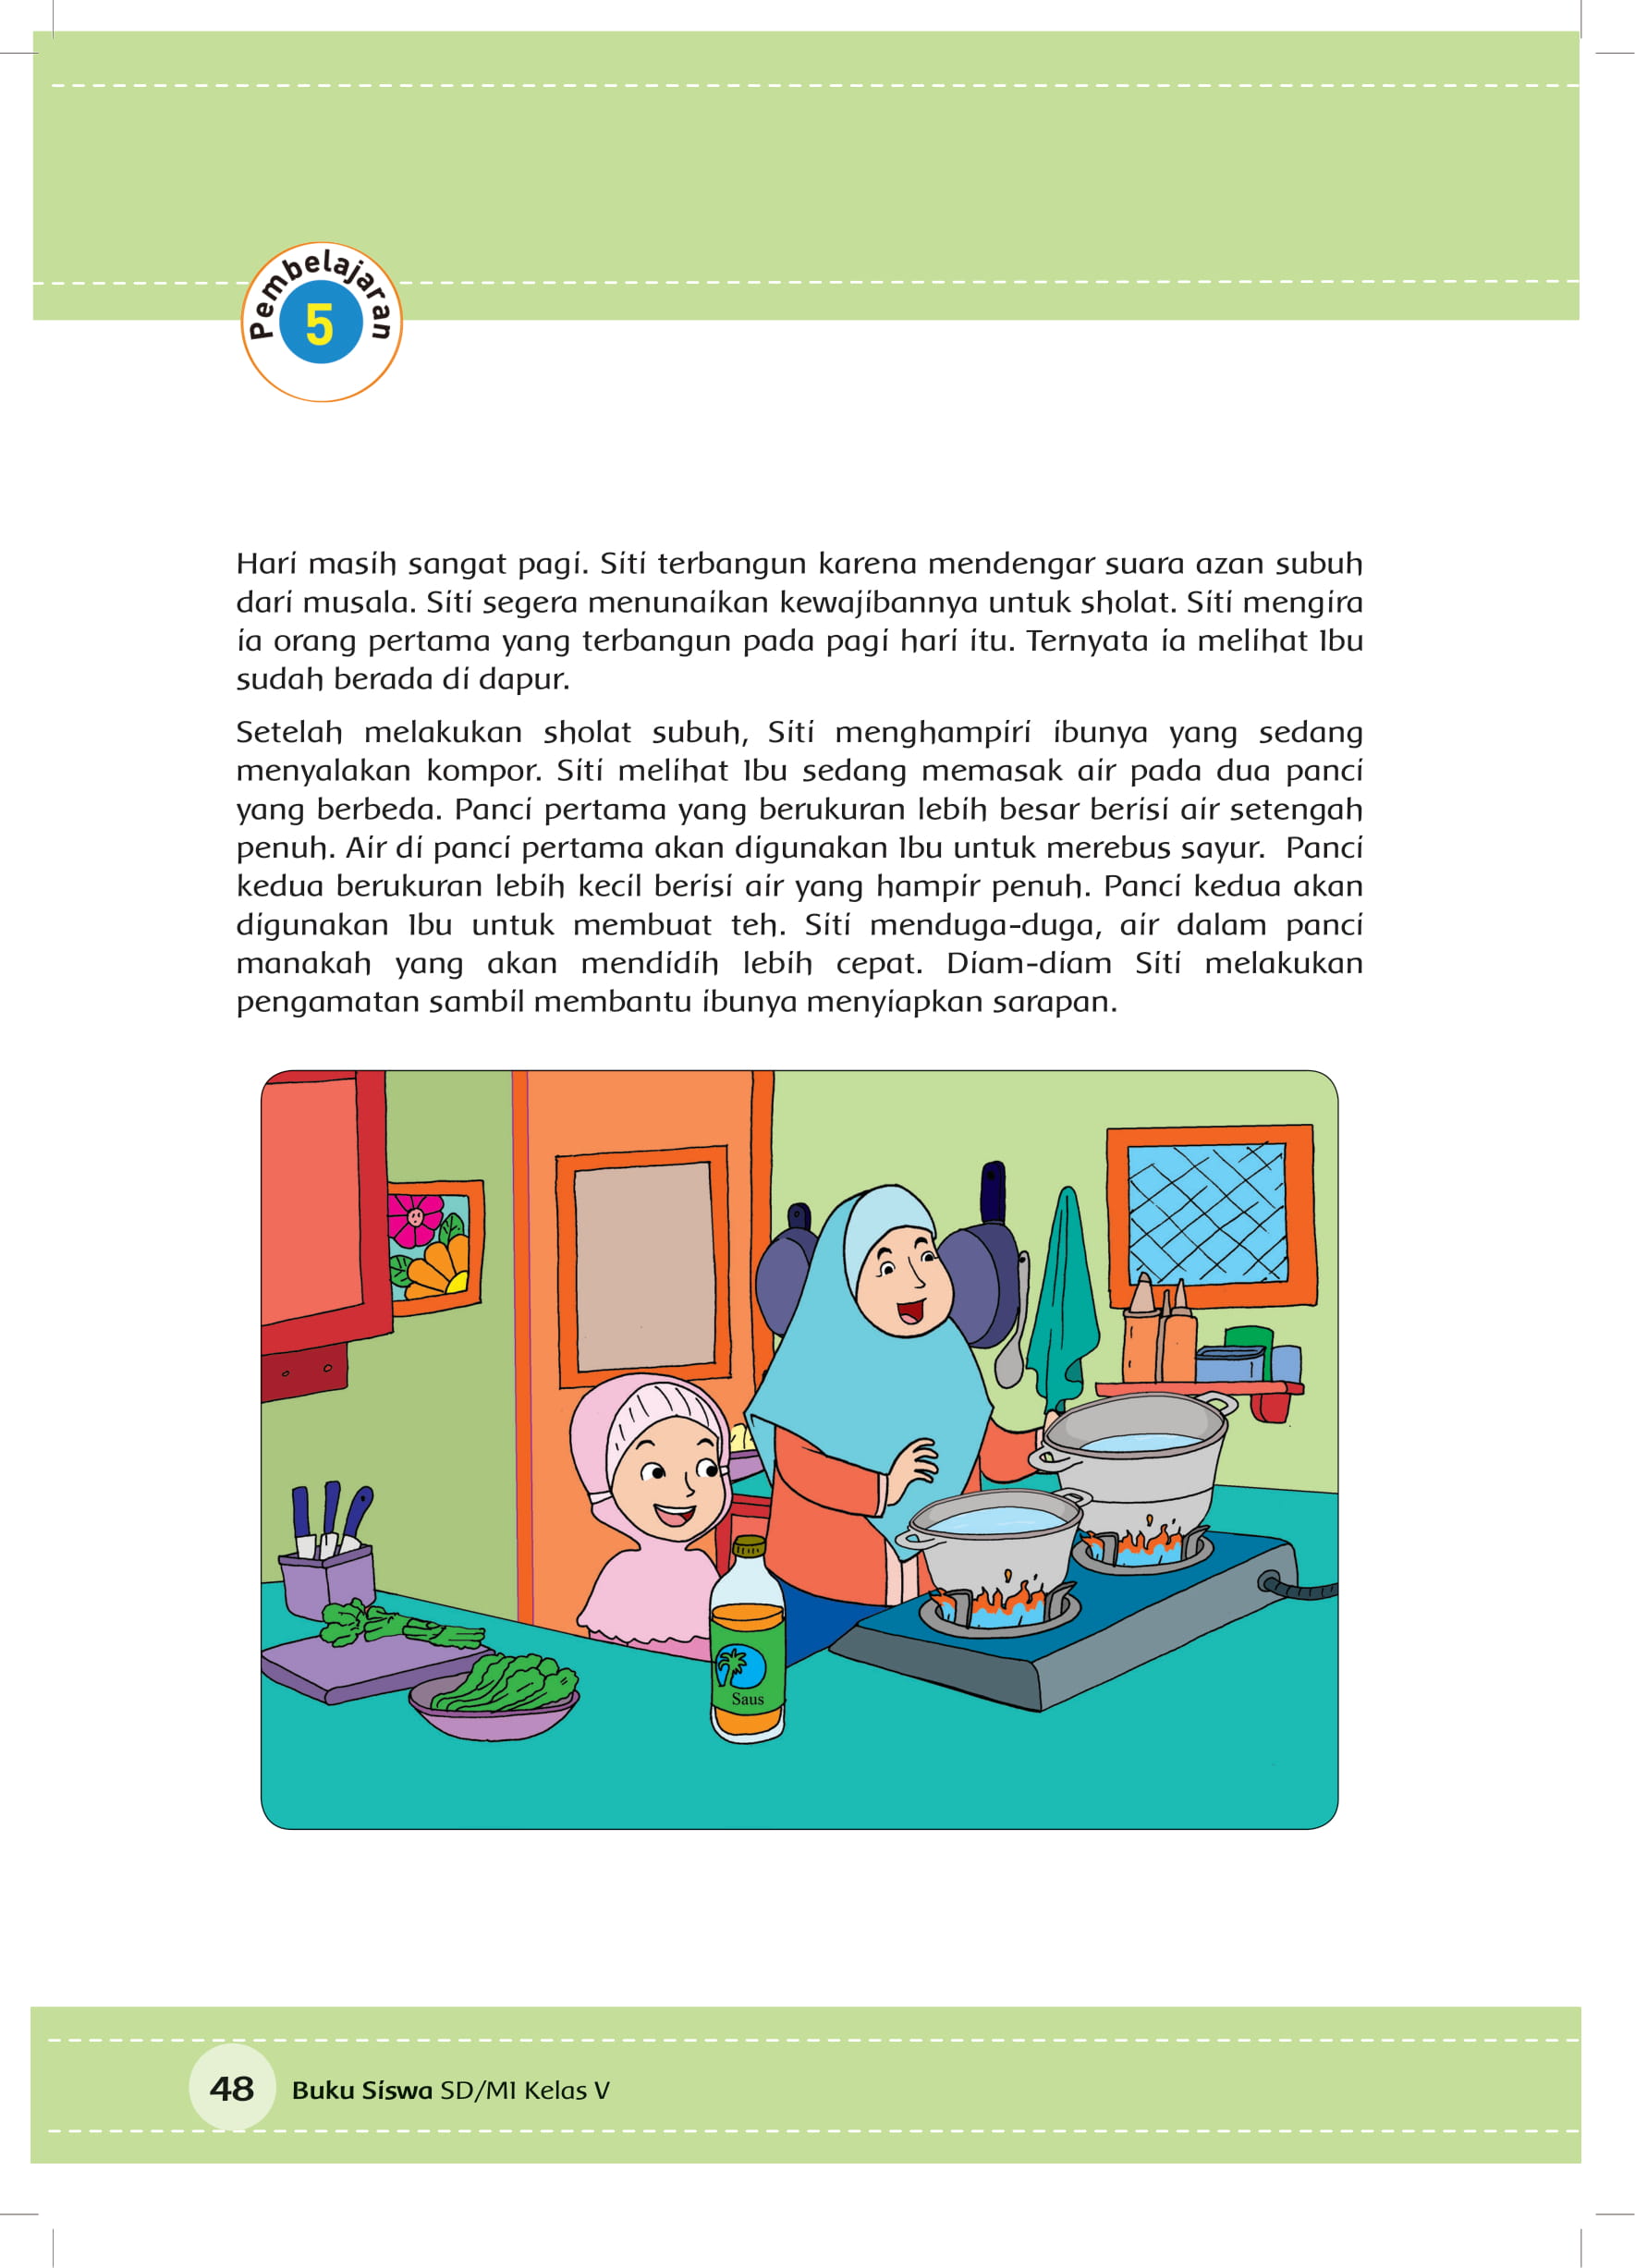 Pembelajaran
5
Hari masih sangat pagi. Siti terbangun karena mendengar suara azan subuh
dari musala. Siti segera menunaikan kewajibannya untuk sholat. Siti mengira
ia orang pertama yang terbangun pada pagi hari itu. Ternyata ia melihat Ibu
sudah berada di dapur.
Setelah melakukan sholat subuh, Siti menghampiri ibunya yang sedang
menyalakan kompor. Siti melihat Ibu sedang memasak air pada dua panci
yang berbeda. Panci pertama yang berukuran lebih besar berisi air setengah
penuh. Air di panci pertama akan digunakan Ibu untuk merebus sayur. Panci
kedua berukuran lebih kecil berisi air yang hampir penuh. Panci kedua akan
digunakan Ibu untuk membuat teh. Siti menduga-duga, air dalam panci
manakah yang akan mendidih lebih cepat. Diam-diam Siti melakukan
pengamatan sambil membantu ibunya menyiapkan sarapan.
Saus
48 Buku Siswa SD/MI Kelas V